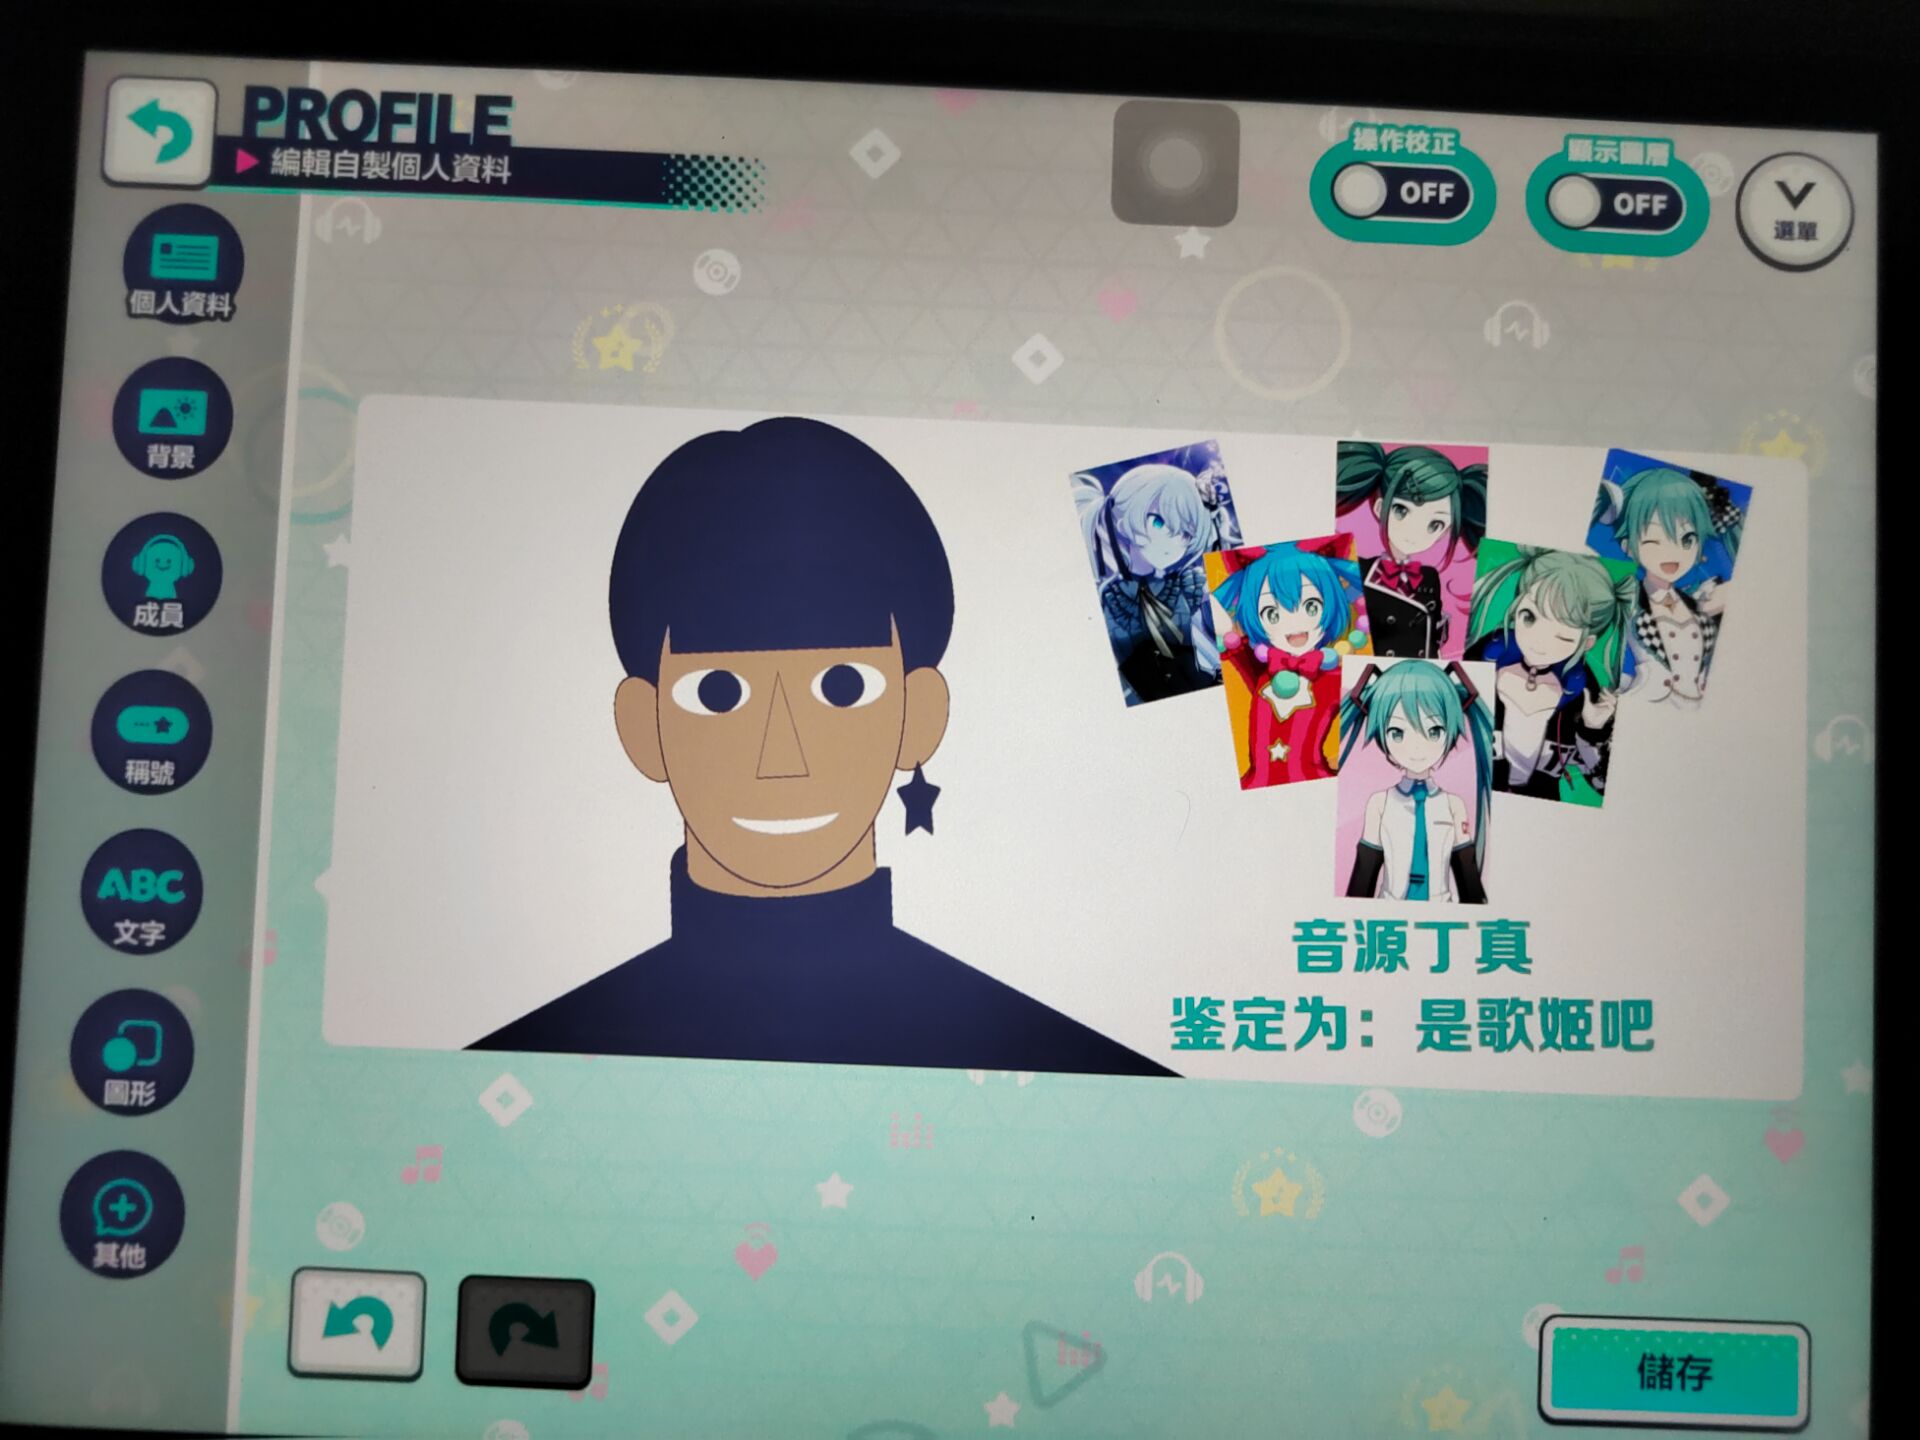 PROFILE
編輯自製個人資料
操作校正
OFF
顯示圖層
OFF
選單
個人資料
背景
成員
稱號
ABC
文字
圖形
其他
音源丁真
鉴定为：是歌姬吧
儲存